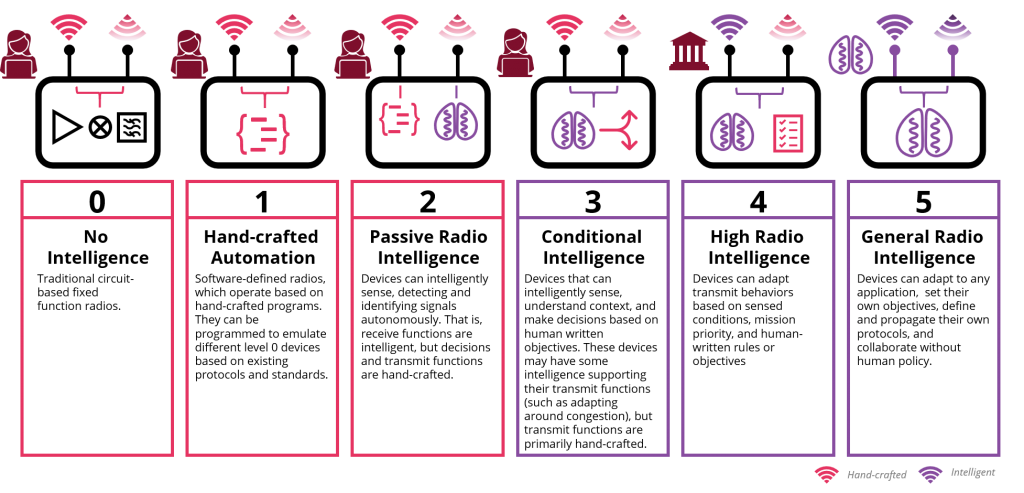 0
No
Intelligence
Traditional circuit-
based fixed
function radios.
1
Hand-crafted
Automation
Software-defined radios,
which operate based on
hand-crafted programs.
They can be
programmed to emulate
different level 0 devices
based on existing
protocols and standards.
2
Passive Radio
Intelligence
Devices can intelligently
sense, detecting and
identifying signals
autonomously. That is,
receive functions are
intelligent, but decisions
and transmit functions
are hand-crafted.
3
Conditional
Intelligence
Devices that can
intelligently sense,
understand context, and
make decisions based on
human written
objectives. These devices
may have some
intelligence supporting
their transmit functions
(such as adapting
around congestion), but
transmit functions are
primarily hand-crafted.
4
High Radio
Intelligence
Devices can adapt
transmit behaviors
based on sensed
conditions, mission
priority, and human-
written rules or
objectives
5
General Radio
Intelligence
Devices can adapt to any
application, set their
own objectives, define
and propagate their own
protocols, and
collaborate without
human policy.
Hand-crafted
Intelligent